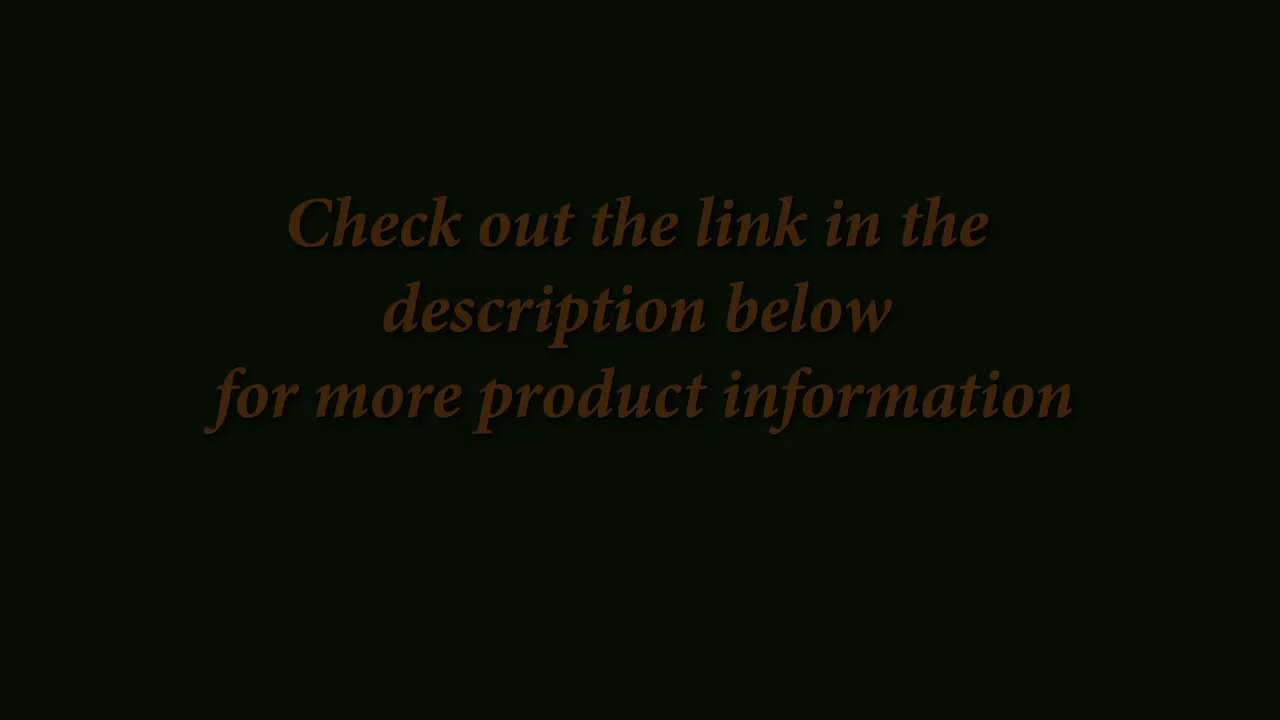 Check out the link in the
description below
for more product information